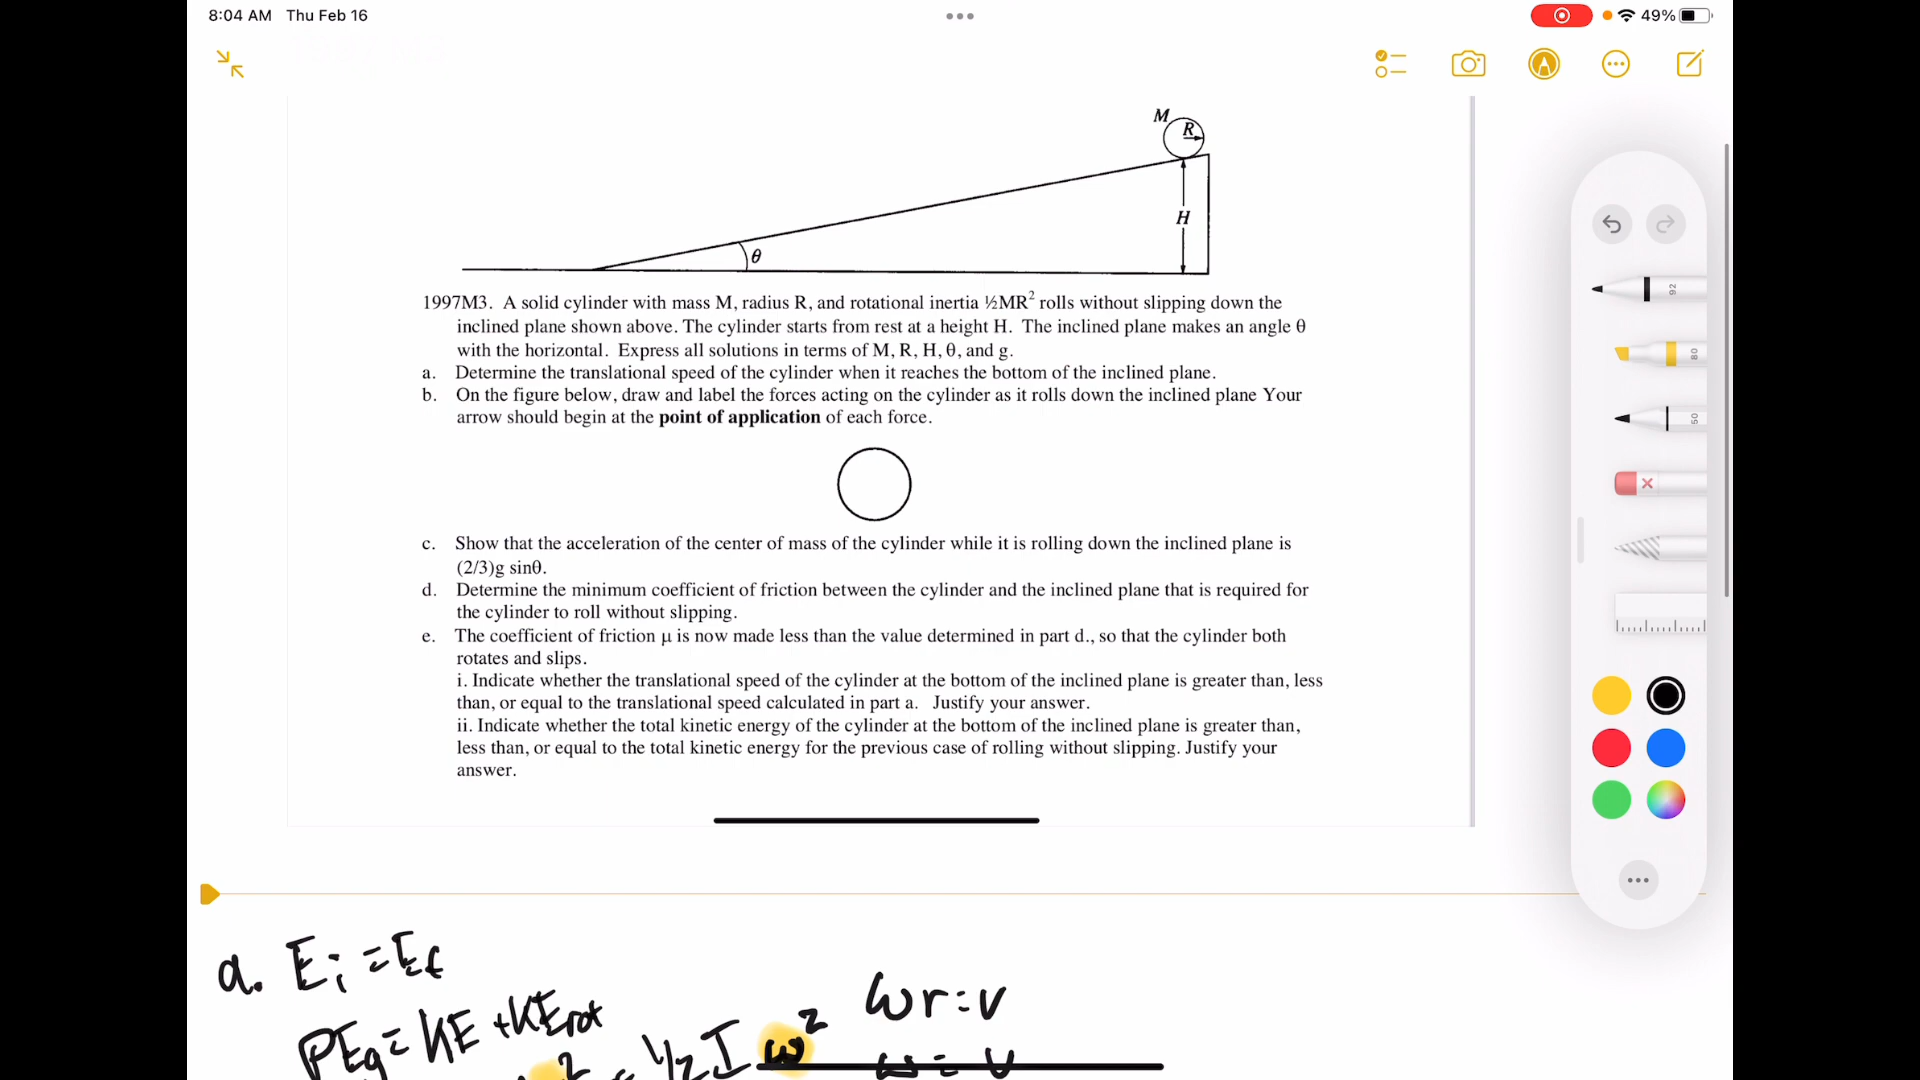 8:04 AM Thu Feb 16
49%
M
R
H
θ
1997M3. A solid cylinder with mass M, radius R, and rotational inertia ½MR² rolls without slipping down the
inclined plane shown above. The cylinder starts from rest at a height H. The inclined plane makes an angle θ
with the horizontal. Express all solutions in terms of M, R, H, θ, and g.
a. Determine the translational speed of the cylinder when it reaches the bottom of the inclined plane.
b. On the figure below, draw and label the forces acting on the cylinder as it rolls down the inclined plane Your
arrow should begin at the point of application of each force.
c. Show that the acceleration of the center of mass of the cylinder while it is rolling down the inclined plane is
(2/3)g sinθ.
d. Determine the minimum coefficient of friction between the cylinder and the inclined plane that is required for
the cylinder to roll without slipping.
e. The coefficient of friction μ is now made less than the value determined in part d., so that the cylinder both
rotates and slips.
i. Indicate whether the translational speed of the cylinder at the bottom of the inclined plane is greater than, less
than, or equal to the translational speed calculated in part a. Justify your answer.
ii. Indicate whether the total kinetic energy of the cylinder at the bottom of the inclined plane is greater than,
less than, or equal to the total kinetic energy for the previous case of rolling without slipping. Justify your
answer.
92
80
50
a. Ei = Ef
ωr = v
PEg = KE + KErot
1/2 I ω²
ω = v